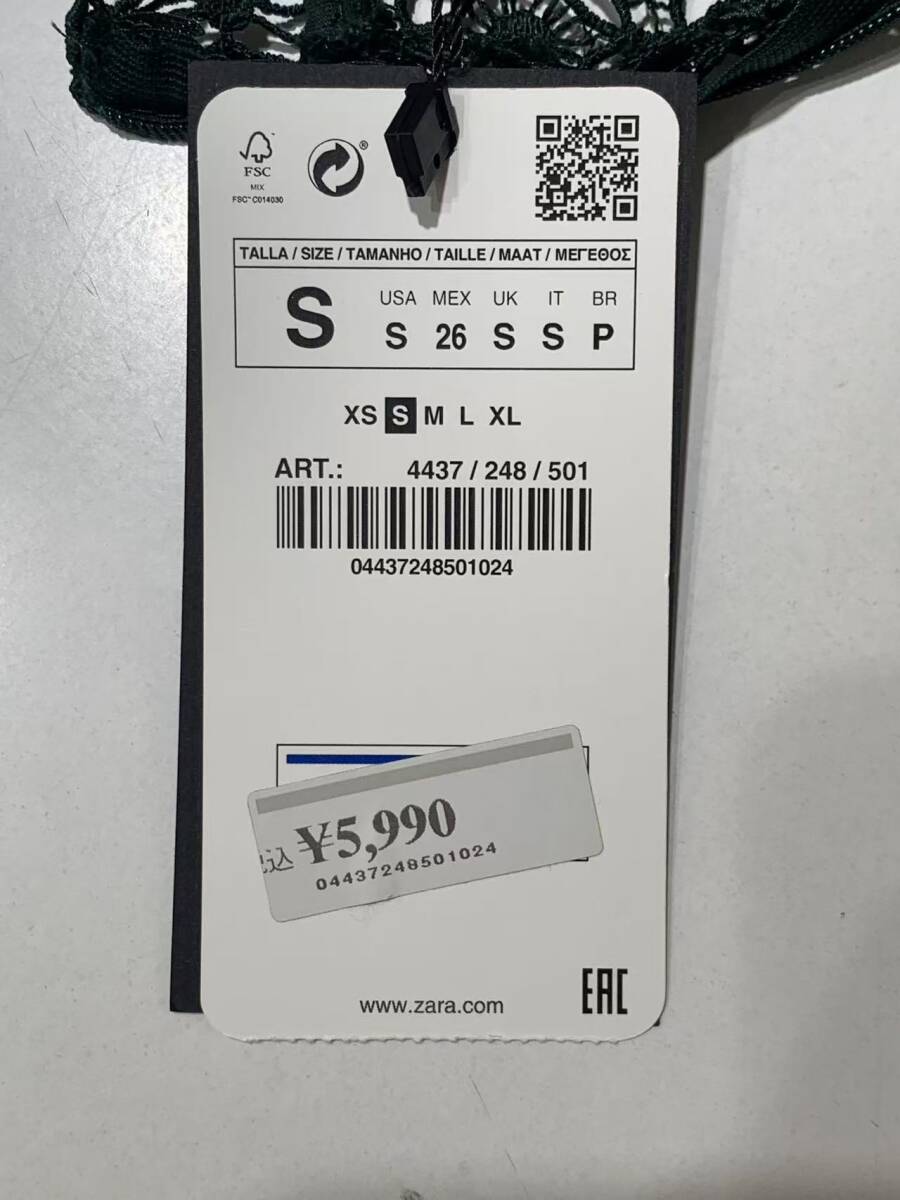 FSC
MIX
FSC™ C014030
®
TALLA / SIZE / TAMANHO / TAILLE / MAAT / ΜΕΓΕΘΟΣ
S
USA MEX UK IT BR
S 26 S S P
XS S M L XL
ART.: 4437 / 248 / 501
04437248501024
込 ¥5,990
04437248501024
www.zara.com
EAC